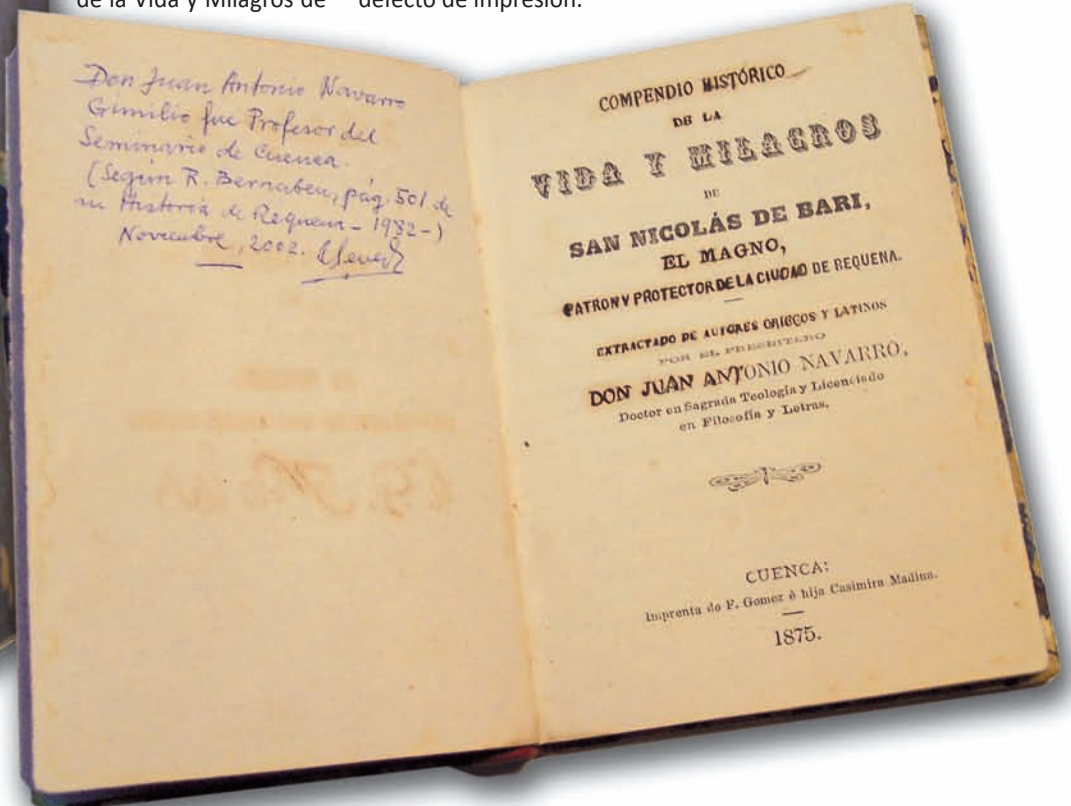 de la Vida y Milagros de
defecto de impresión.
Don Juan Antonio Navarro
Gimilio fue Profesor del
Seminario de Cuenca.
(Según R. Bernabeu, pág. 501 de
su Historia de Requena - 1982-)
Noviembre, 2002.
COMPENDIO HISTÓRICO
DE LA
VIDA Y MILAGROS
DE
SAN NICOLÁS DE BARI,
EL MAGNO,
PATRON Y PROTECTOR DE LA CIUDAD DE REQUENA.
EXTRACTADO DE AUTORES GRIEGOS Y LATINOS
POR EL PRESBITERO
DON JUAN ANTONIO NAVARRO,
Doctor en Sagrada Teología y Licenciado
en Filosofía y Letras.
CUENCA:
Imprenta de F. Gomez é hija Casimira Madina.
1875.